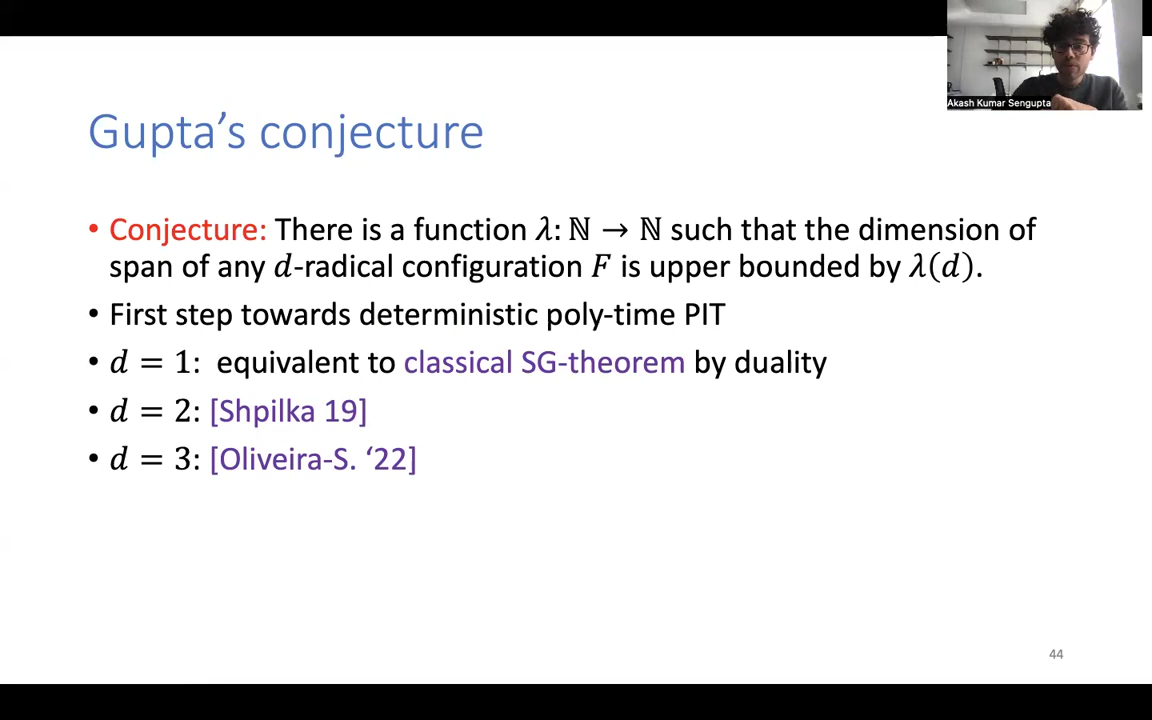 Akash Kumar Sengupta
Gupta’s conjecture
• Conjecture: There is a function λ: ℕ → ℕ such that the dimension of
span of any d-radical configuration F is upper bounded by λ(d).
• First step towards deterministic poly-time PIT
• d = 1: equivalent to classical SG-theorem by duality
• d = 2: [Shpilka 19]
• d = 3: [Oliveira-S. ‘22]
44